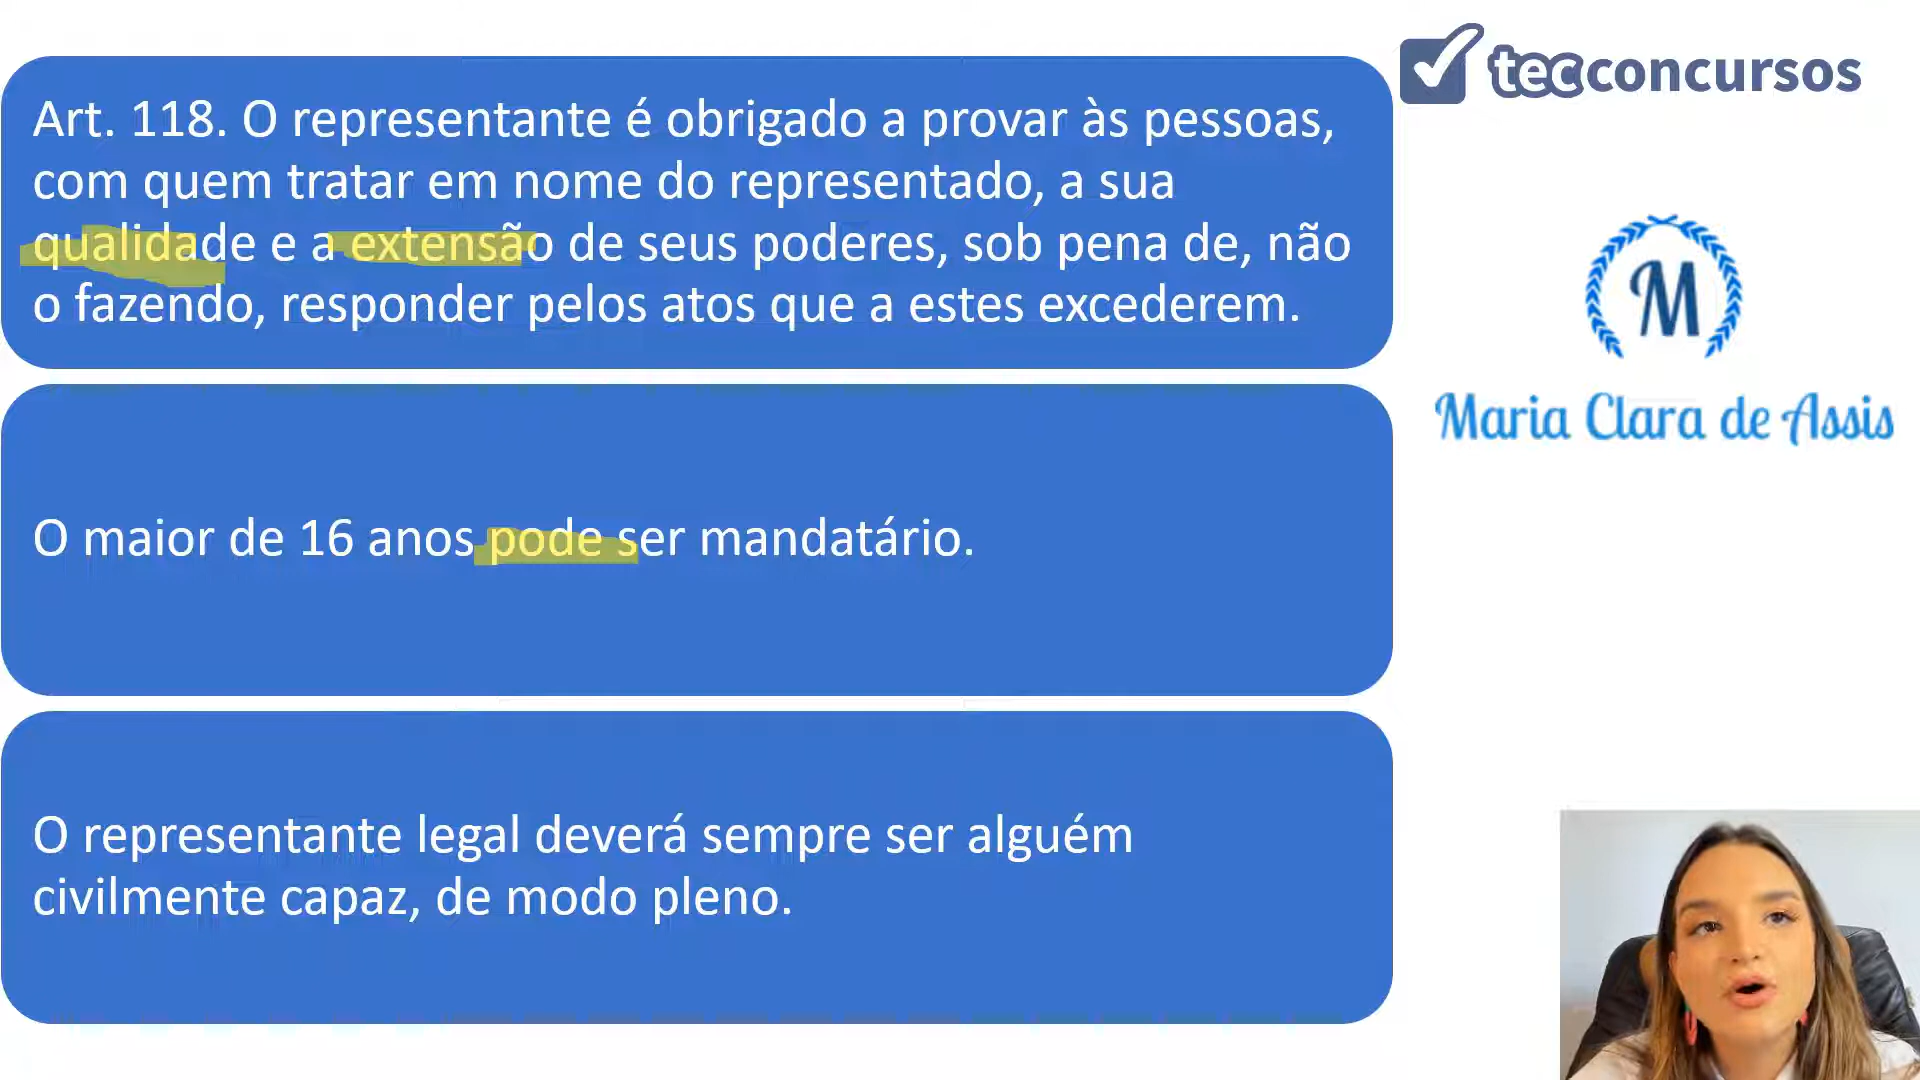 tecconcursos
Art. 118. O representante é obrigado a provar às pessoas,
com quem tratar em nome do representado, a sua
qualidade e a extensão de seus poderes, sob pena de, não
o fazendo, responder pelos atos que a estes excederem.
M
Maria Clara de Assis
O maior de 16 anos pode ser mandatário.
O representante legal deverá sempre ser alguém
civilmente capaz, de modo pleno.